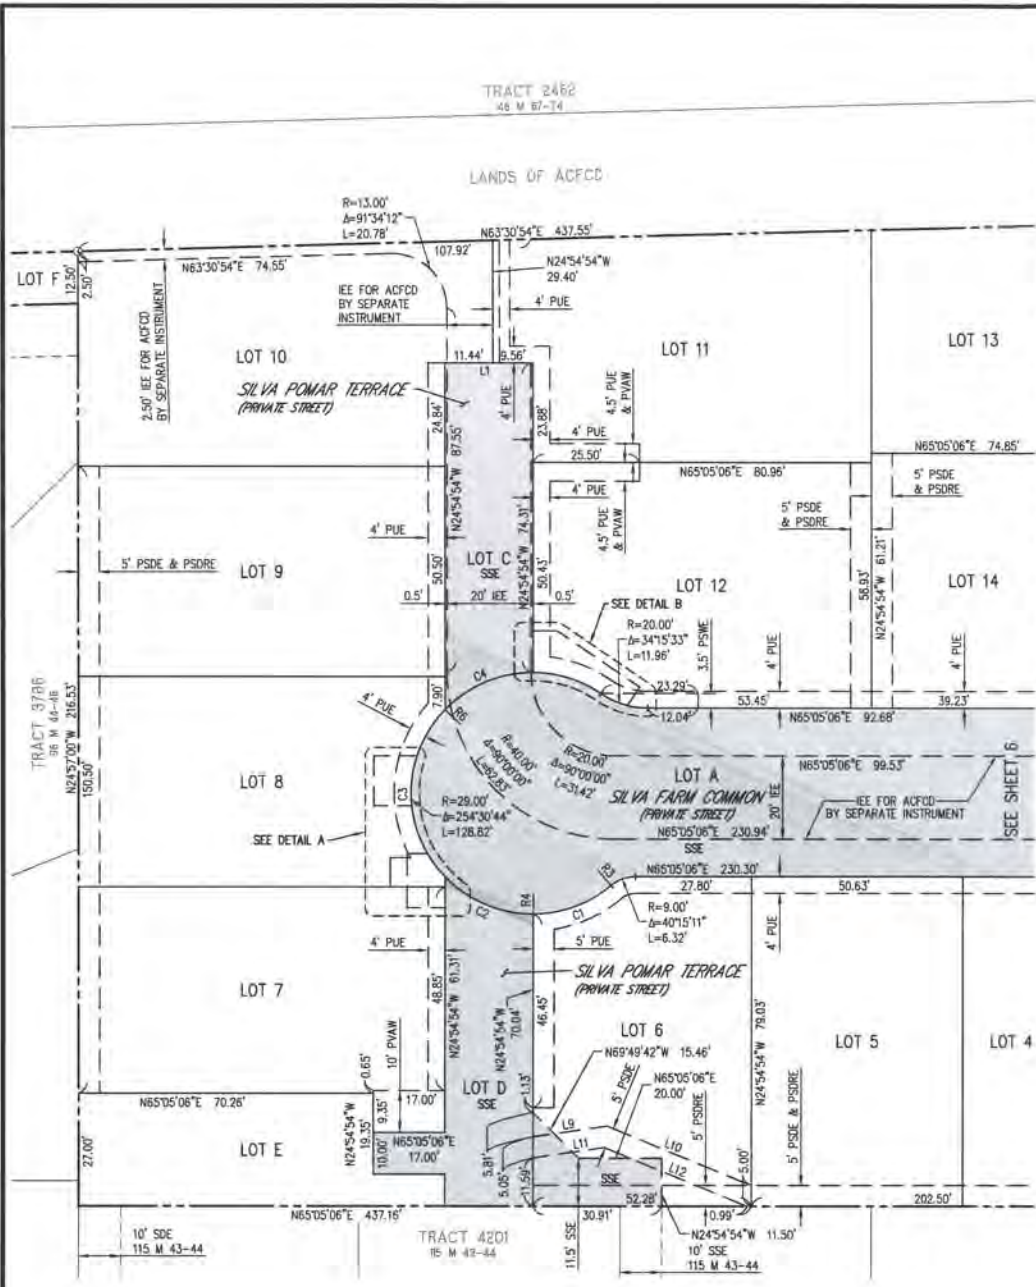 TRACT 2462
46 M 67-74
LANDS OF ACFCD
R=13.00'
Δ=91°34'12"
L=20.78'
107.92'
N63°30'54"E 437.55'
N24°54'54"W
29.40'
LOT F
12.50'
2.50'
N63°30'54"E 74.55'
2.50' IEE FOR ACFCD
BY SEPARATE INSTRUMENT
IEE FOR ACFCD
BY SEPARATE
INSTRUMENT
4' PUE
LOT 10
LOT 11
LOT 13
11.44'
9.56'
L1
SILVA POMAR TERRACE
(PRIVATE STREET)
24.84'
N24°54'54"W 87.55'
4' PUE
23.88'
4.5' PUE
& PVAW
4' PUE
25.50'
N65°05'06"E 80.96'
N65°05'06"E 74.85'
5' PSDE
& PSDRE
5' PSDE
& PSDRE
4' PUE
N24°54'54"W 74.31'
4' PUE
4.5' PUE
& PVAW
5' PSDE & PSDRE
LOT 9
LOT C
SSE
50.50'
50.43'
LOT 12
58.93'
N24°54'54"W 61.21'
LOT 14
0.5'
20' IEE
0.5'
SEE DETAIL B
R=20.00'
Δ=34°15'33"
L=11.96'
3.5' PSWE
4' PUE
4' PUE
TRACT 3786
N24°57'00"W 216.53'
150.50'
4' PUE
7.90'
C4
R6
23.29'
12.04'
53.45'
39.23'
N65°05'06"E 92.68'
LOT 8
R=40.00'
Δ=90°00'00"
L=62.83'
R=20.00'
Δ=90°00'00"
L=31.42'
LOT A
SILVA FARM COMMON
(PRIVATE STREET)
N65°05'06"E 99.53'
20' IEE
IEE FOR ACFCD
BY SEPARATE INSTRUMENT
SEE SHEET 6
C3
R=29.00'
Δ=254°30'44"
L=128.82'
N65°05'06"E 230.94'
SSE
SEE DETAIL A
N65°05'06"E 230.30'
R3
27.80'
50.63'
C2
R4
C1
R=9.00'
Δ=40°15'11"
L=6.32'
4' PUE
4' PUE
5' PUE
SILVA POMAR TERRACE
(PRIVATE STREET)
LOT 7
48.85'
N24°54'54"W 61.31'
N24°54'54"W
70.04'
46.45'
LOT 6
N24°54'54"W 79.03'
LOT 5
LOT 4
N69°49'42"W 15.46'
5' PSDE
N65°05'06"E
20.00'
5' PSDRE
5' PSDE & PSDRE
0.65'
10' PVAW
LOT D
SSE
1.13'
N65°05'06"E 70.26'
17.00'
N24°54'54"W
19.35'
9.35'
10.00'
N65°05'06"E
17.00'
27.00'
LOT E
L9
L11
L10
L12
5.81'
5.05'
11.59'
SSE
5.00'
52.28'
202.50'
N65°05'06"E 437.16'
30.91'
0.99'
11.5' SSE
N24°54'54"W 11.50'
10' SDE
115 M 43-44
TRACT 4201
115 M 43-44
10' SSE
115 M 43-44